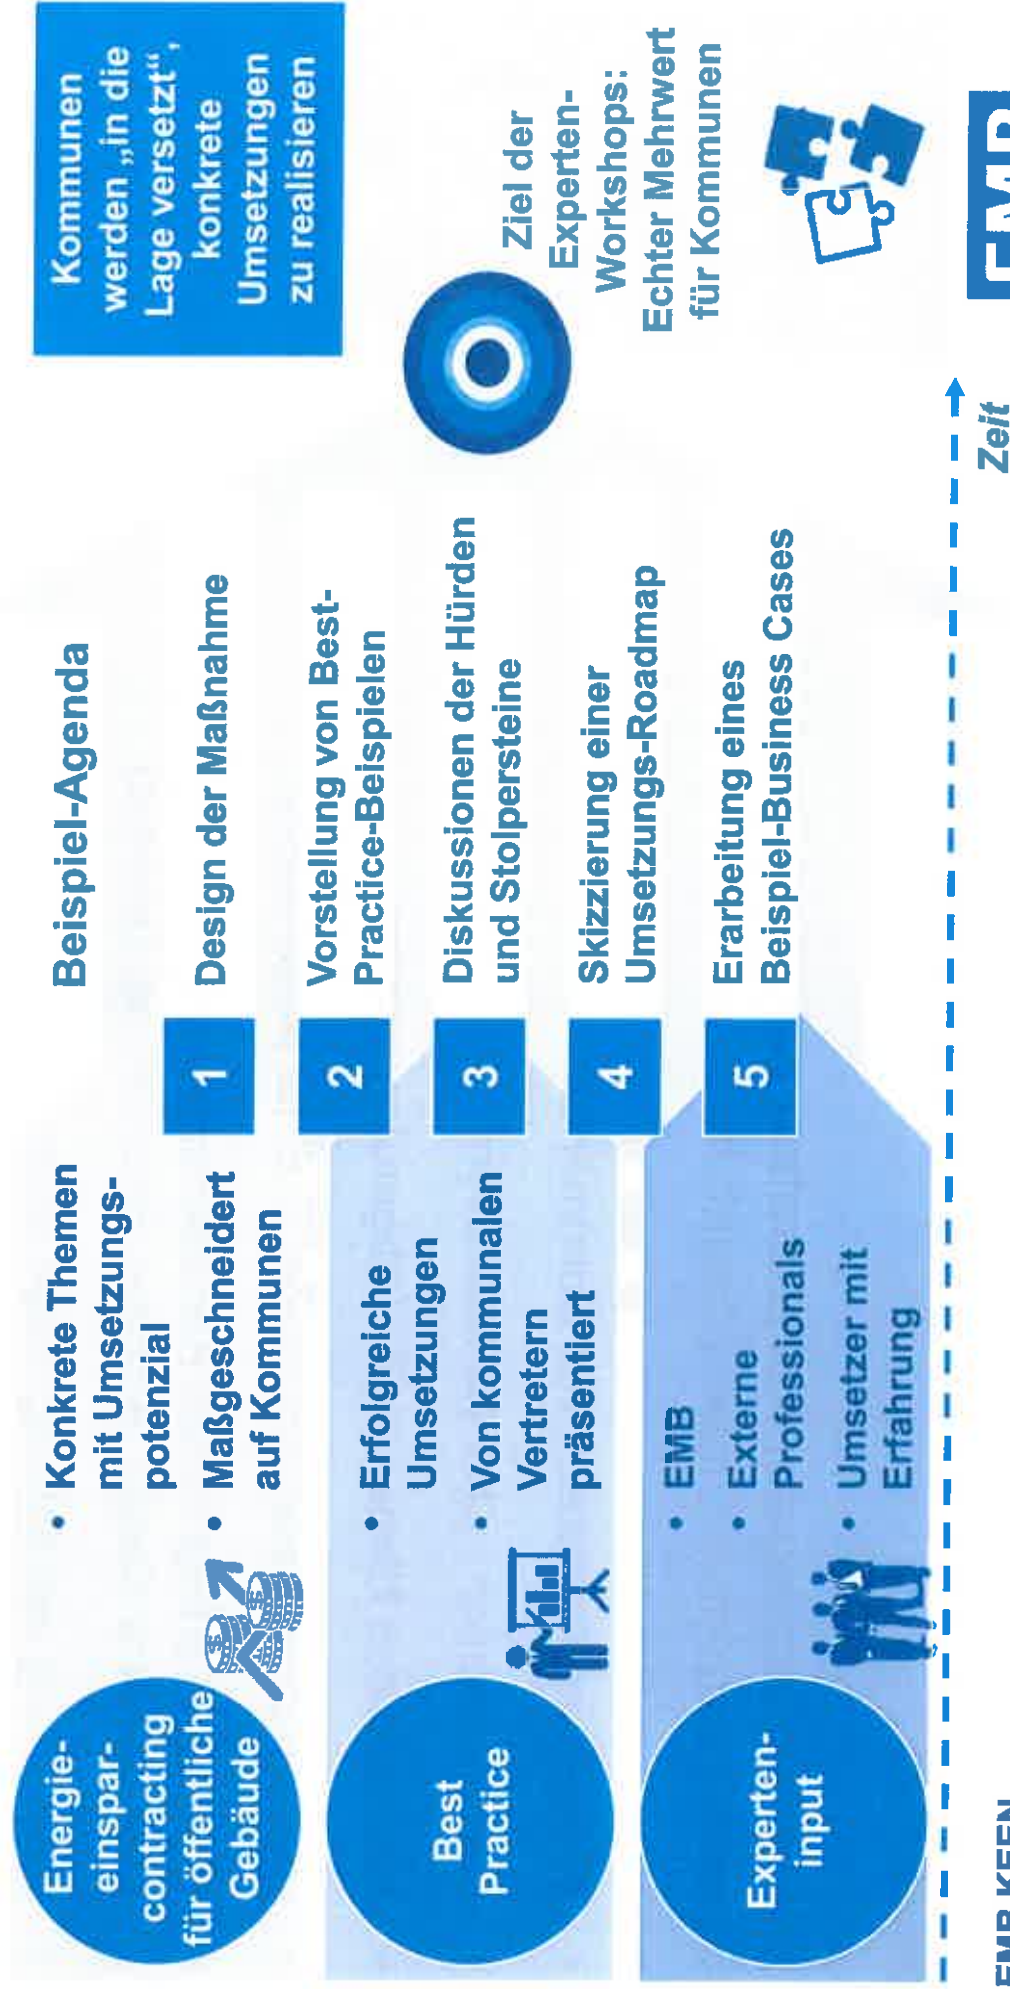 Energie-
einspar-
contracting
für öffentliche
Gebäude
• Konkrete Themen
mit Umsetzungs-
potenzial
• Maßgeschneidert
auf Kommunen
Best
Practice
• Erfolgreiche
Umsetzungen
• Von kommunalen
Vertretern
präsentiert
Experten-
input
• EMB
• Externe
Professionals
• Umsetzer mit
Erfahrung
Beispiel-Agenda
1 Design der Maßnahme
2 Vorstellung von Best-
Practice-Beispielen
3 Diskussionen der Hürden
und Stolpersteine
4 Skizzierung einer
Umsetzungs-Roadmap
5 Erarbeitung eines
Beispiel-Business Cases
Kommunen
werden „in die
Lage versetzt“,
konkrete
Umsetzungen
zu realisieren
Ziel der
Experten-
Workshops:
Echter Mehrwert
für Kommunen
Zeit
EMB KEEN
EMB